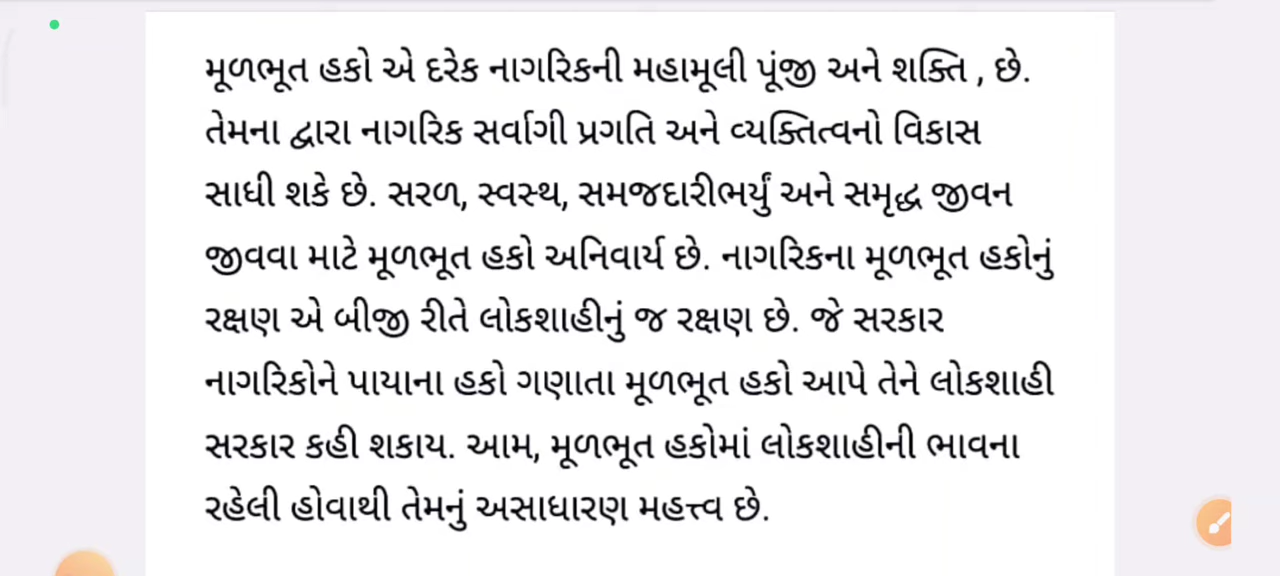 મૂળભૂત હકો એ દરેક નાગરિકની મહામૂલી પૂંજી અને શક્તિ , છે.
તેમના દ્વારા નાગરિક સર્વાગી પ્રગતિ અને વ્યક્તિત્વનો વિકાસ
સાધી શકે છે. સરળ, સ્વસ્થ, સમજદારીભર્યું અને સમૃદ્ધ જીવન
જીવવા માટે મૂળભૂત હકો અનિવાર્ય છે. નાગરિકના મૂળભૂત હકોનું
રક્ષણ એ બીજી રીતે લોકશાહીનું જ રક્ષણ છે. જે સરકાર
નાગરિકોને પાયાના હકો ગણાતા મૂળભૂત હકો આપે તેને લોકશાહી
સરકાર કહી શકાય. આમ, મૂળભૂત હકોમાં લોકશાહીની ભાવના
રહેલી હોવાથી તેમનું અસાધારણ મહત્ત્વ છે.